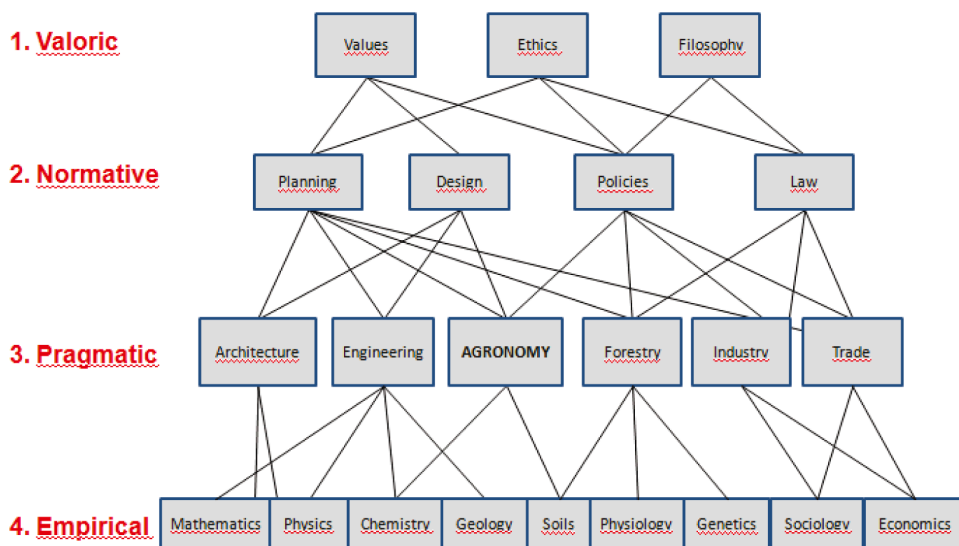 1. Valoric
Values
Ethics
Filosophy
2. Normative
Planning
Design
Policies
Law
3. Pragmatic
Architecture
Engineering
AGRONOMY
Forestry
Industry
Trade
4. Empirical
Mathematics
Physics
Chemistry
Geology
Soils
Physiology
Genetics
Sociology
Economics